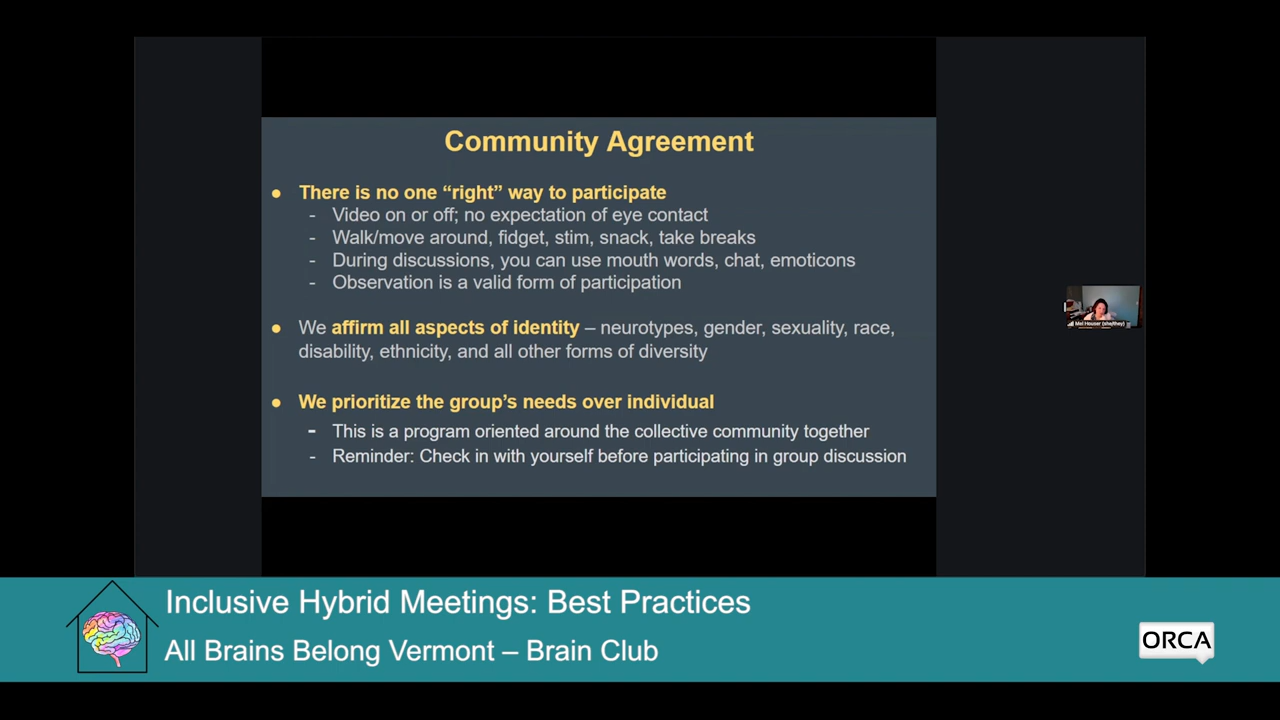 Community Agreement
● There is no one “right” way to participate
- Video on or off; no expectation of eye contact
- Walk/move around, fidget, stim, snack, take breaks
- During discussions, you can use mouth words, chat, emoticons
- Observation is a valid form of participation
● We affirm all aspects of identity – neurotypes, gender, sexuality, race,
disability, ethnicity, and all other forms of diversity
● We prioritize the group’s needs over individual
- This is a program oriented around the collective community together
- Reminder: Check in with yourself before participating in group discussion
Mel Houser (she/they)
Inclusive Hybrid Meetings: Best Practices
All Brains Belong Vermont – Brain Club
ORCA